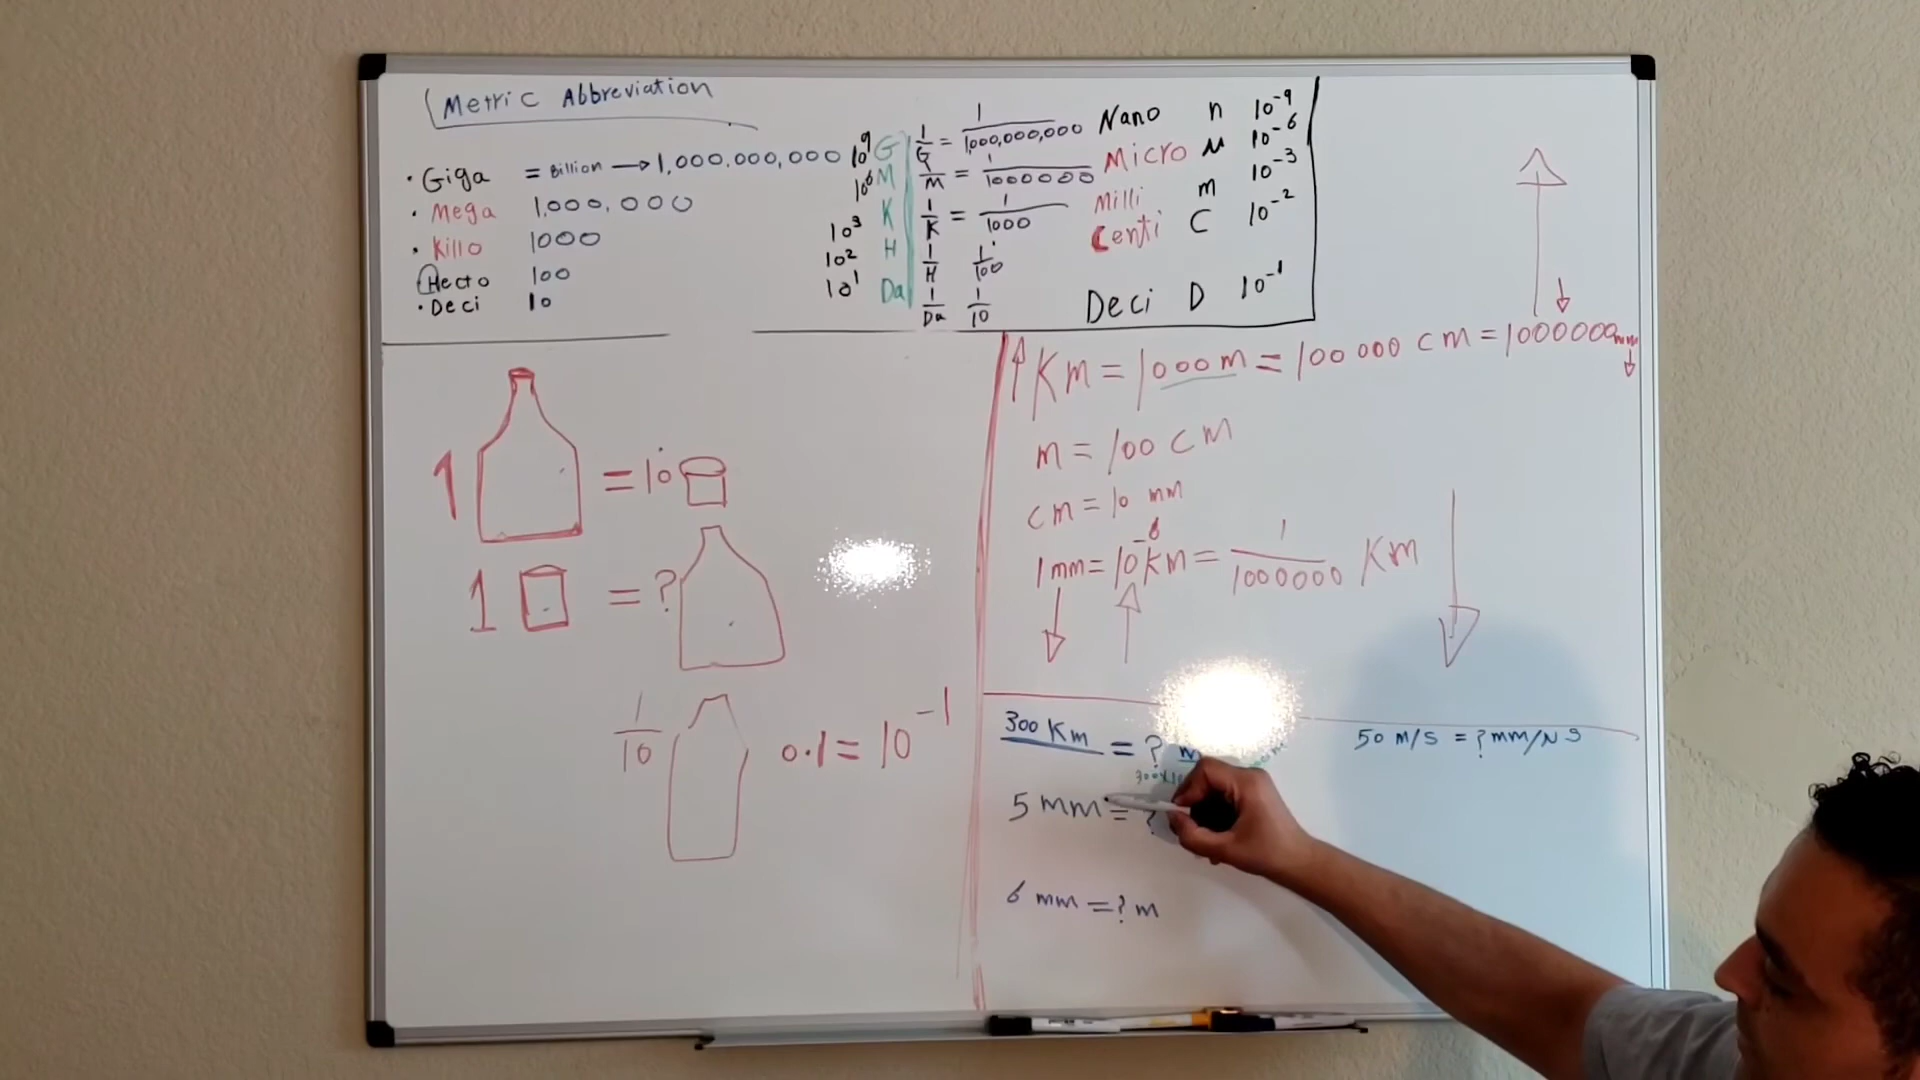 Metric Abbreviation
• Giga = Billion → 1,000,000,000 10⁹ G
• Mega 1,000,000 10⁶ M
• Killo 1000 10³ K
Hecto 100 10² H
• Deci 10 10¹ Da
1/G = 1/1,000,000,000 Nano n 10⁻⁹
1/M = 1/1000000 Micro μ 10⁻⁶
1/K = 1/1000 Milli m 10⁻³
1/H 1/100 Centi C 10⁻²
1/Da 1/10 Deci D 10⁻¹
1 = 10
1 = ?
1/10 0.1 = 10⁻¹
Km = 1000 m = 100 000 cm = 1000000 mm
m = 100 cm
cm = 10 mm
1 mm = 10⁻⁶ km = 1/1000000 Km
300 Km = ? m
5 mm = ?
6 mm = ? m
50 M/S = ? mm/NS